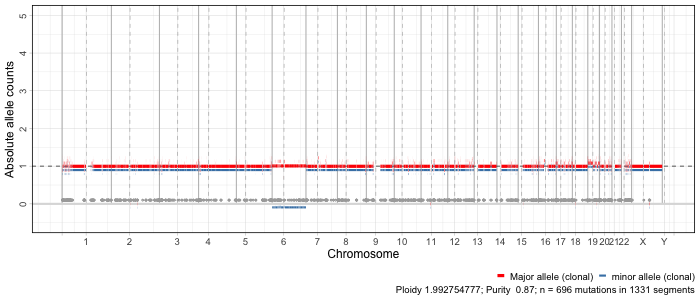 Absolute allele counts
5
4
3
2
1
0
1 2 3 4 5 6 7 8 9 10 11 12 13 14 15 16 17 18 19 20 21 22 X Y
Chromosome
Major allele (clonal) minor allele (clonal)
Ploidy 1.992754777; Purity 0.87; n = 696 mutations in 1331 segments